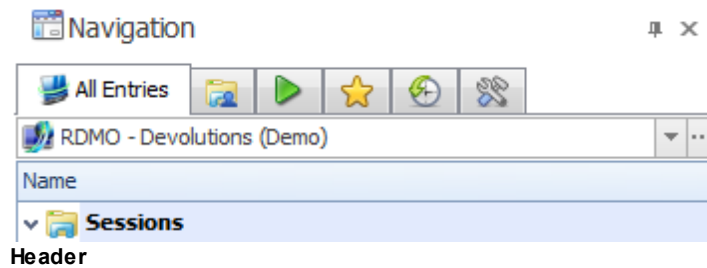 Navigation
All Entries
RDMO - Devolutions (Demo)
Name
Sessions
Header